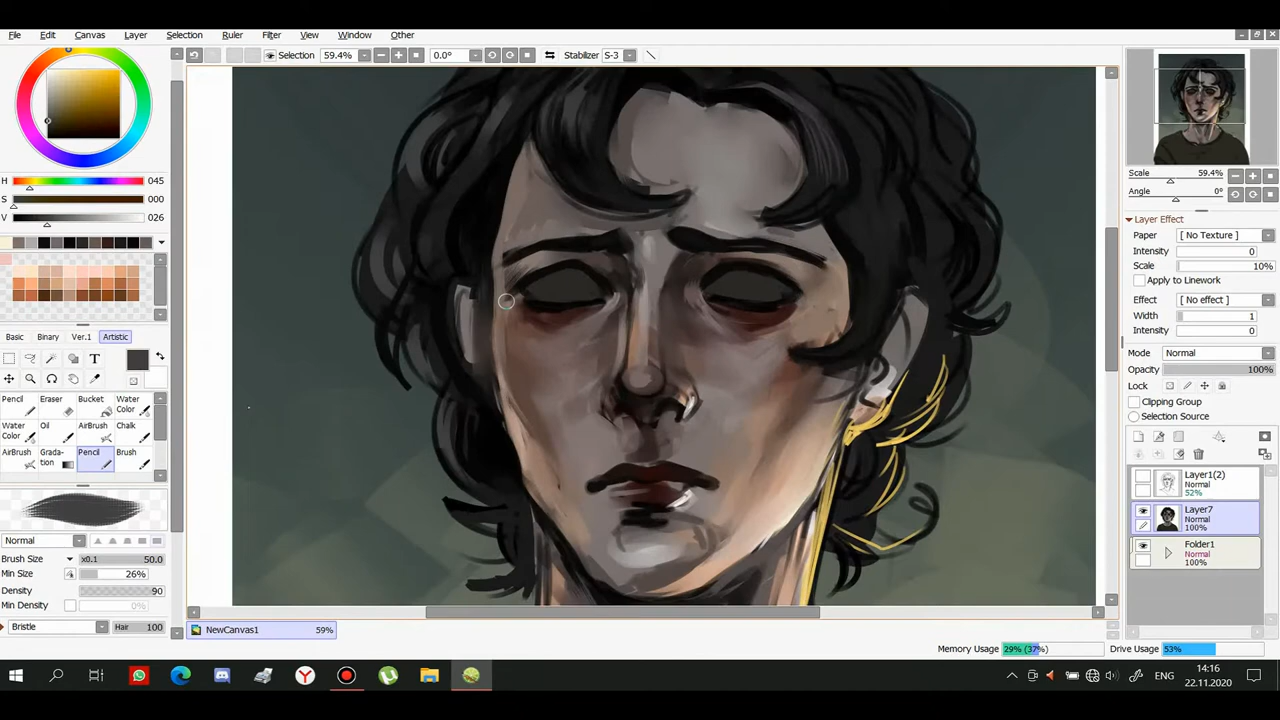 File Edit Canvas Layer Selection Ruler Filter View Window Other
Selection 59.4% 0.0° Stabilizer S-3
H 045
S 000
V 026
Basic Binary Ver.1 Artistic
T
Pencil Eraser Bucket Water Color
Water Color Oil AirBrush Chalk
AirBrush Gradation Pencil Brush
Normal
Brush Size x0.1 50.0
Min Size 26%
Density 90
Min Density 0%
Bristle Hair 100
NewCanvas1 59%
Scale 59.4%
Angle 0°
Layer Effect
Paper [ No Texture ]
Intensity 0
Scale 10%
Apply to Linework
Effect [ No effect ]
Width 1
Intensity 0
Mode Normal
Opacity 100%
Lock
Clipping Group
Selection Source
Layer1(2)
Normal
52%
Layer7
Normal
100%
Folder1
Normal
100%
Memory Usage 29% (37%) Drive Usage 53%
ENG 14:16
22.11.2020